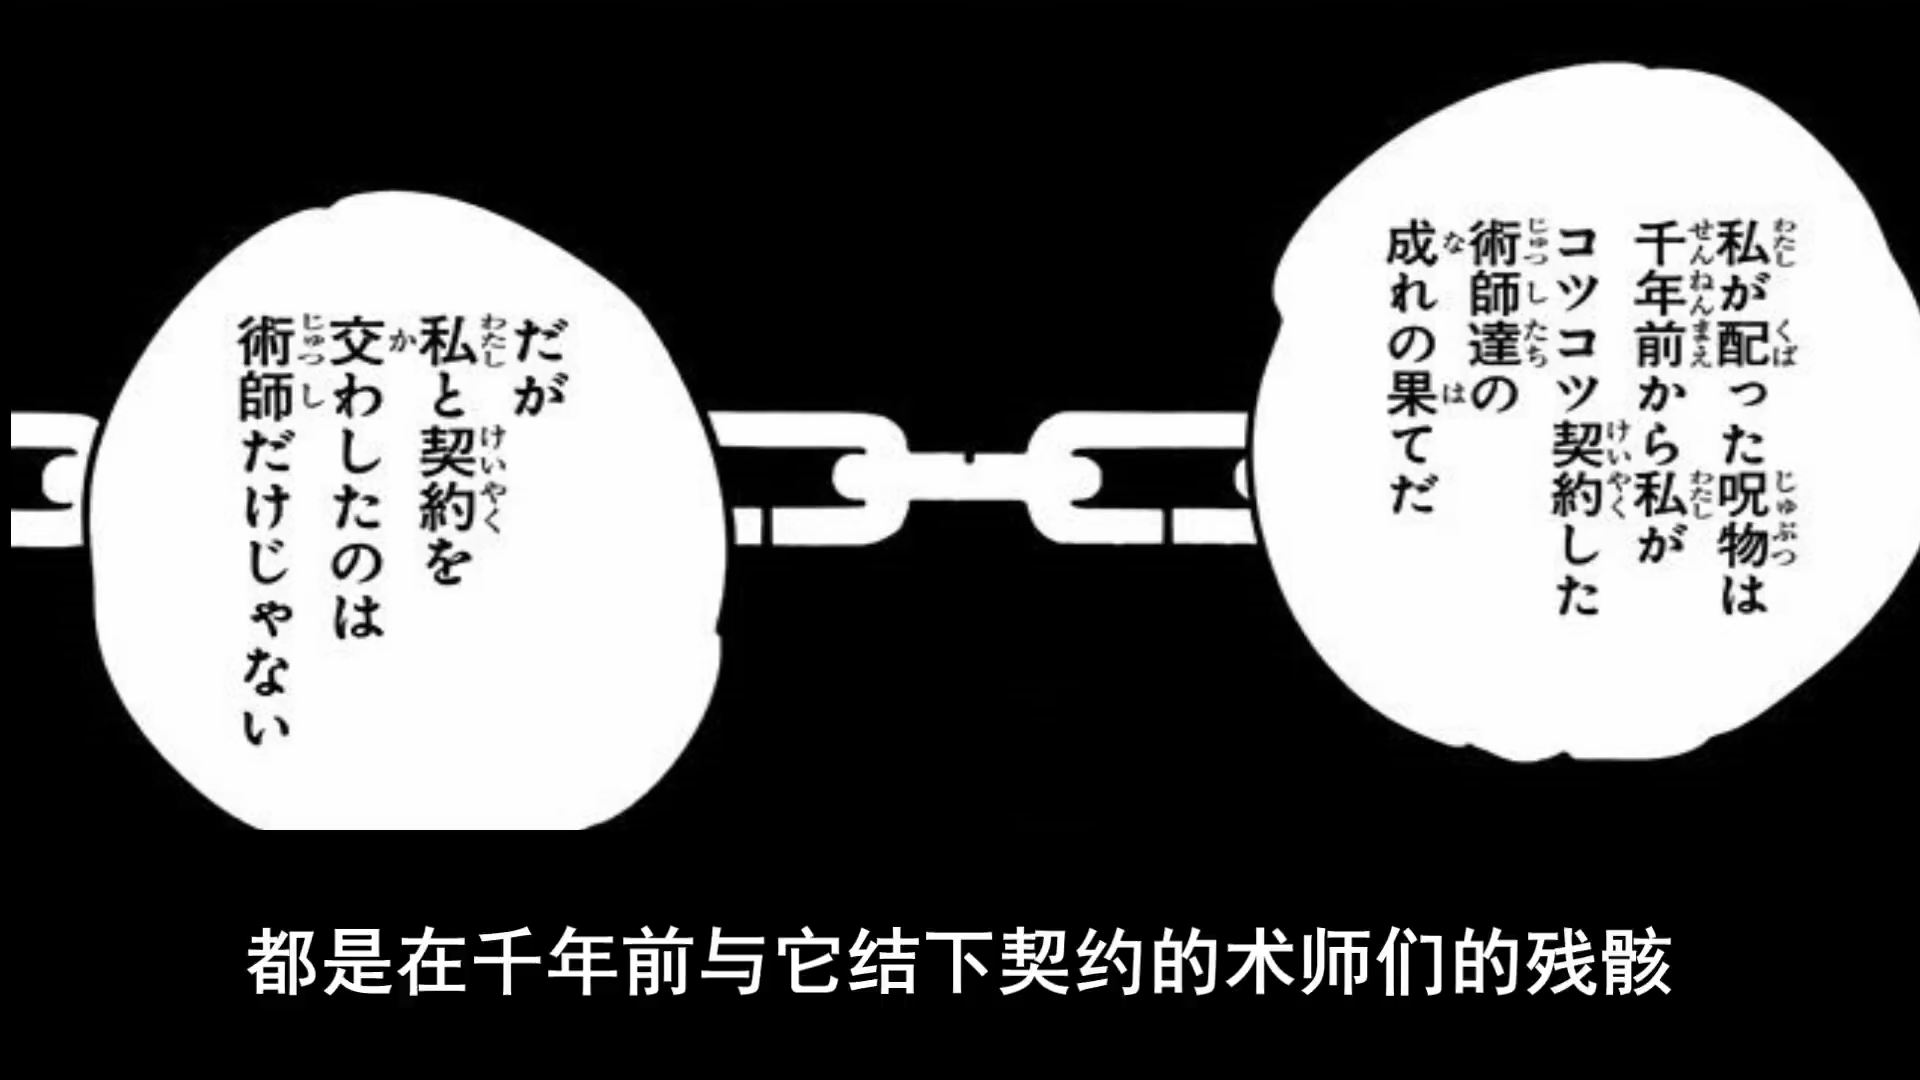 私が配った呪物は
千年前から私が
コツコツ契約した
術師達の
成れの果てだ
だが
私と契約を
交わしたのは
術師だけじゃない
都是在千年前与它结下契约的术师们的残骸